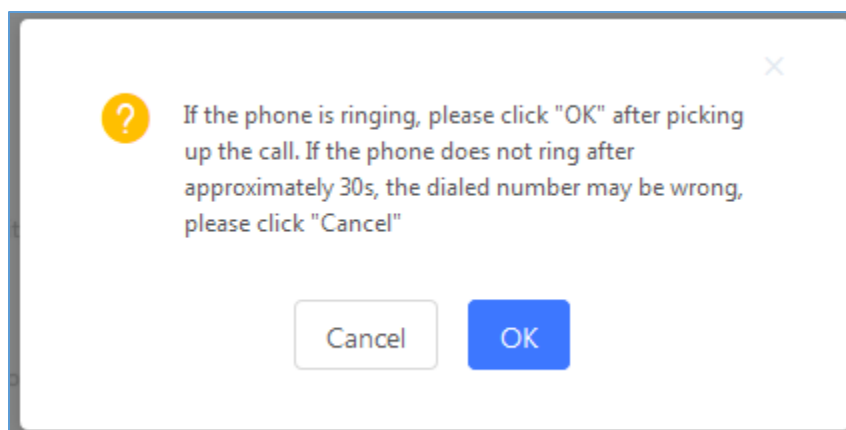 If the phone is ringing, please click "OK" after picking
up the call. If the phone does not ring after
approximately 30s, the dialed number may be wrong,
please click "Cancel"
Cancel
OK